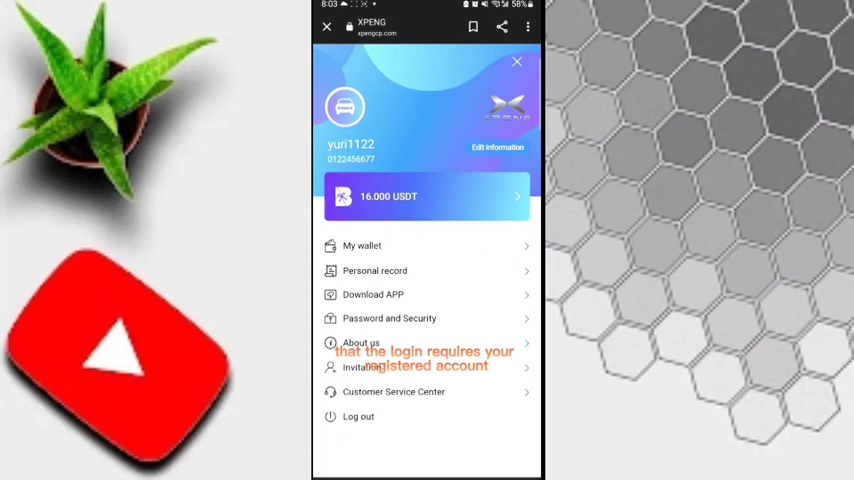 8:03
58%
XPENG
xpengcp.com
XPENG
yuri1122
0122456677
Edit information
16.000 USDT
My wallet
Personal record
Download APP
Password and Security
About us
that the login requires your
registered account
Invitation
Customer Service Center
Log out